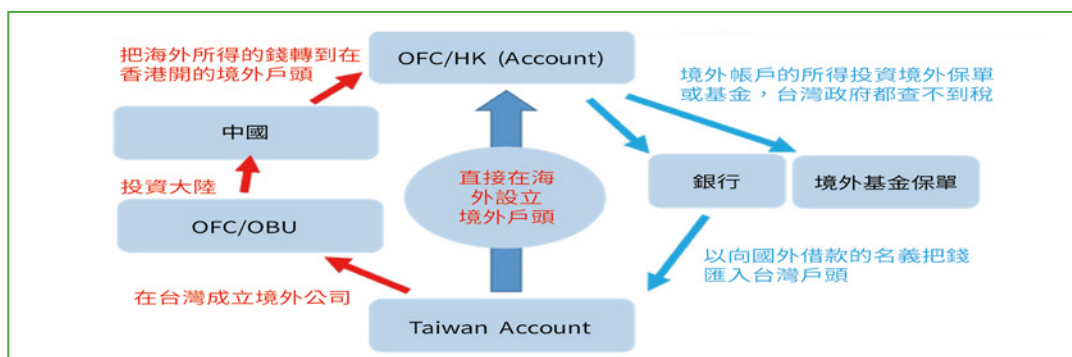 把海外所得的錢轉到在
香港開的境外戶頭
OFC/HK (Account)
境外帳戶的所得投資境外保單
或基金，台灣政府都查不到稅
中國
投資大陸
直接在海
外設立
境外戶頭
銀行
境外基金保單
OFC/OBU
以向國外借款的名義把錢
匯入台灣戶頭
在台灣成立境外公司
Taiwan Account